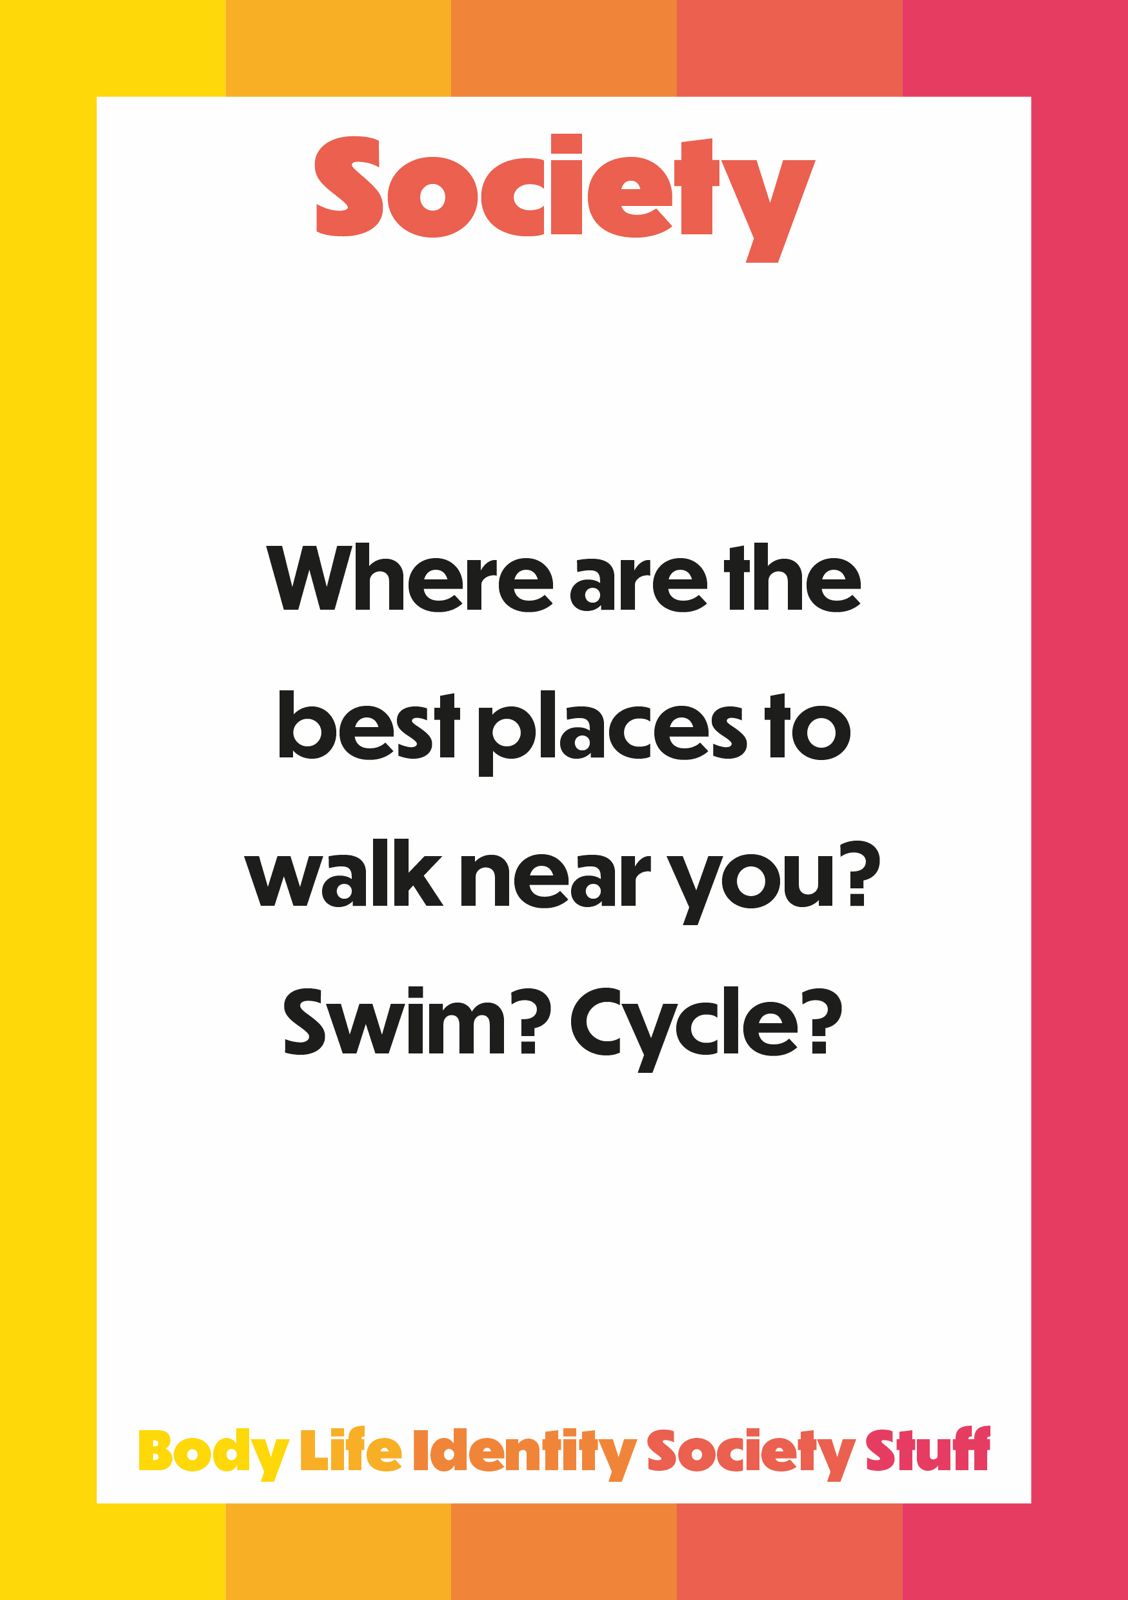 Society
Where are the
best places to
walk near you?
Swim? Cycle?
Body Life Identity Society Stuff